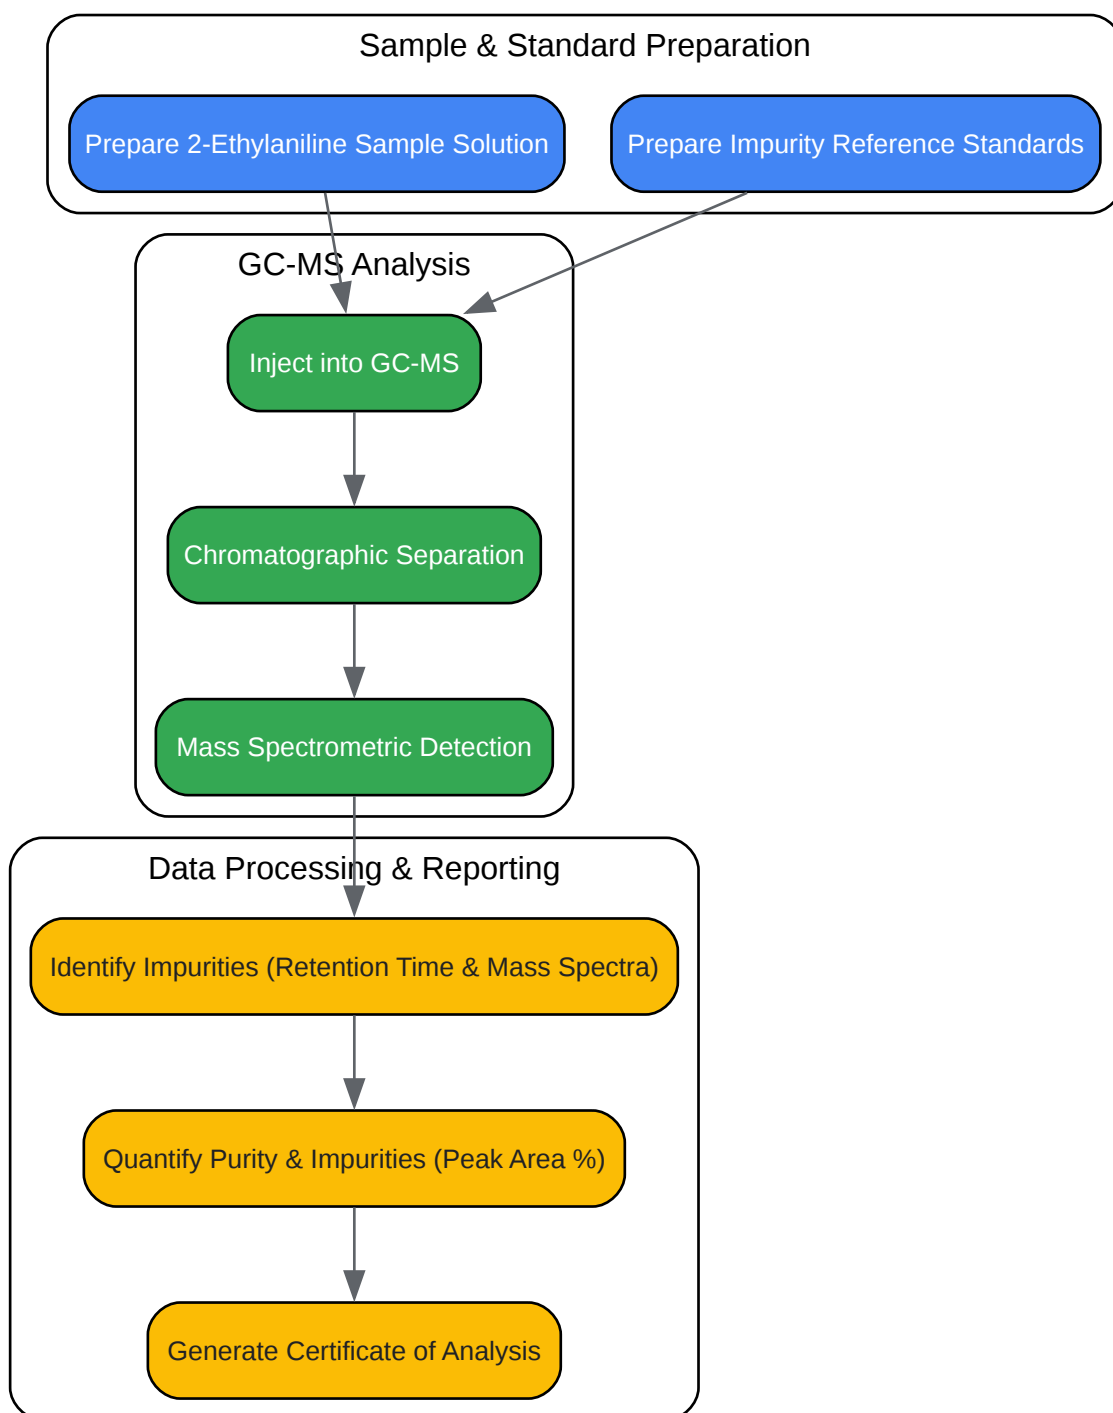 Sample & Standard Preparation
Prepare 2-Ethylaniline Sample Solution
Prepare Impurity Reference Standards
GC-MS Analysis
Inject into GC-MS
Chromatographic Separation
Mass Spectrometric Detection
Data Processing & Reporting
Identify Impurities (Retention Time & Mass Spectra)
Quantify Purity & Impurities (Peak Area %)
Generate Certificate of Analysis